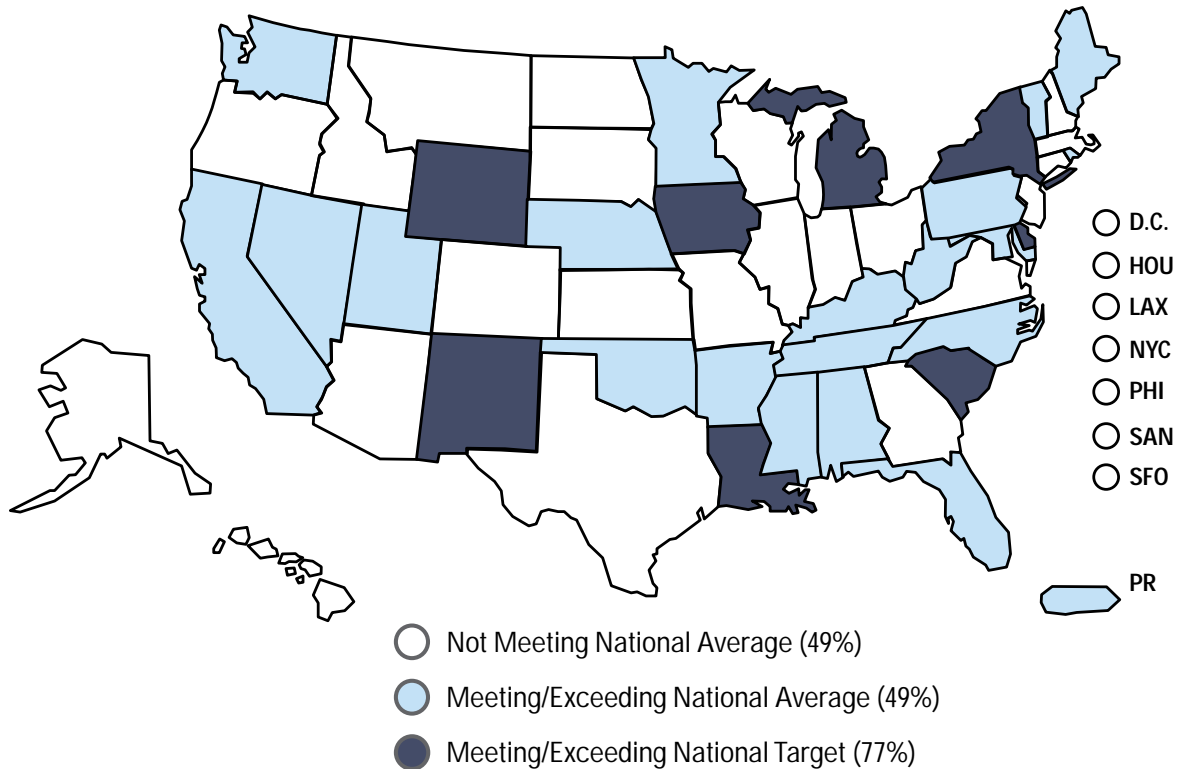 D.C.
HOU
LAX
NYC
PHI
SAN
SFO
PR
Not Meeting National Average (49%)
Meeting/Exceeding National Average (49%)
Meeting/Exceeding National Target (77%)